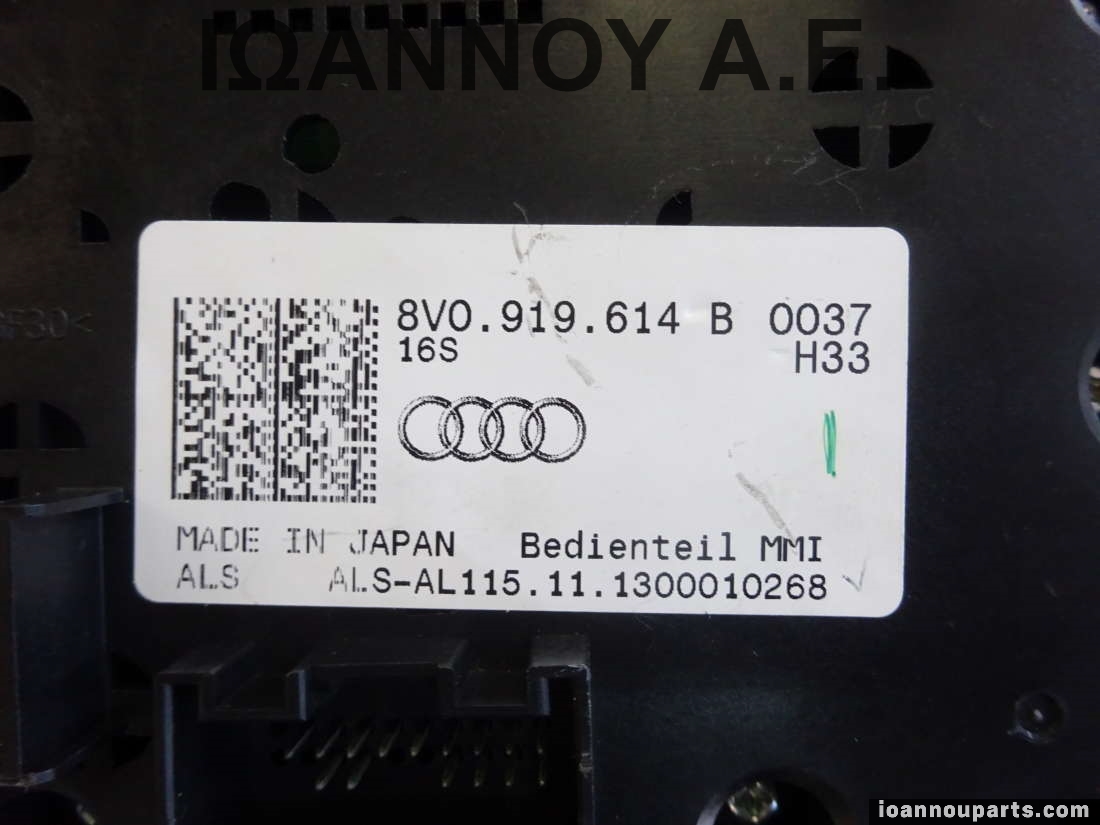 ΙΩΑΝΝΟΥ Α.Ε.
8V0.919.614 B 0037
16S H33
MADE IN JAPAN Bedienteil MMI
ALS ALS-AL115.11.1300010268
ioannouparts.com